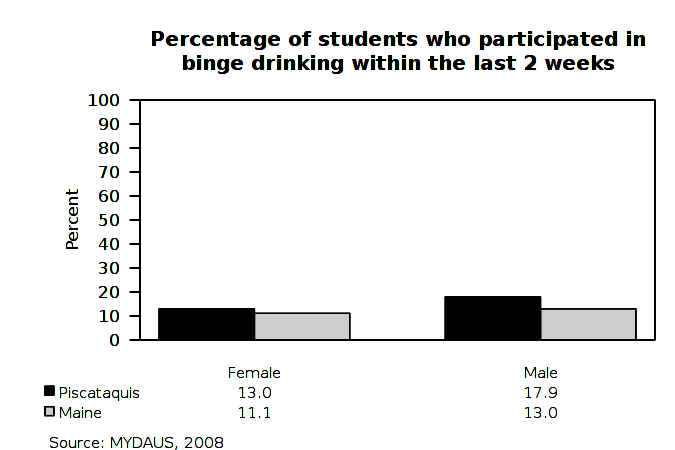 Percentage of students who participated in
binge drinking within the last 2 weeks
100
90
80
70
60
50
40
30
20
10
0
Percent
Female Male
Piscataquis 13.0 17.9
Maine 11.1 13.0
Source: MYDAUS, 2008